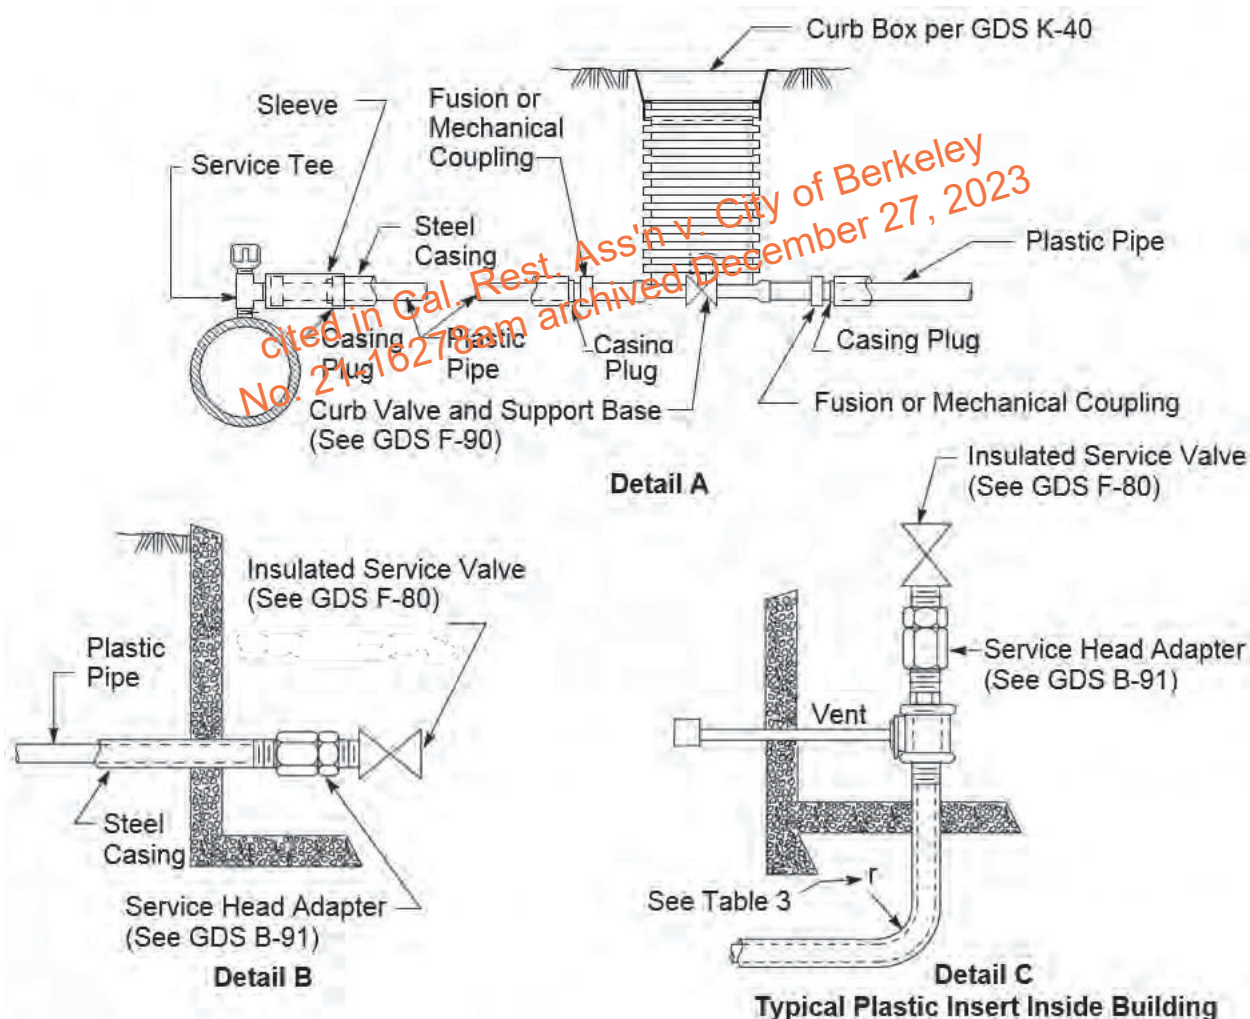 Curb Box per GDS K-40
Sleeve
Fusion or
Mechanical
Coupling
Service Tee
Steel
Casing
Plastic Pipe
cited in Cal. Rest. Ass'n v. City of Berkeley
No. 21-16278am archived December 27, 2023
Casing
Plug
Plastic
Pipe
Casing
Plug
Casing Plug
Curb Valve and Support Base
(See GDS F-90)
Fusion or Mechanical Coupling
Detail A
Insulated Service Valve
(See GDS F-80)
Plastic
Pipe
Steel
Casing
Service Head Adapter
(See GDS B-91)
Detail B
Insulated Service Valve
(See GDS F-80)
Service Head Adapter
(See GDS B-91)
Vent
r
See Table 3
Detail C
Typical Plastic Insert Inside Building